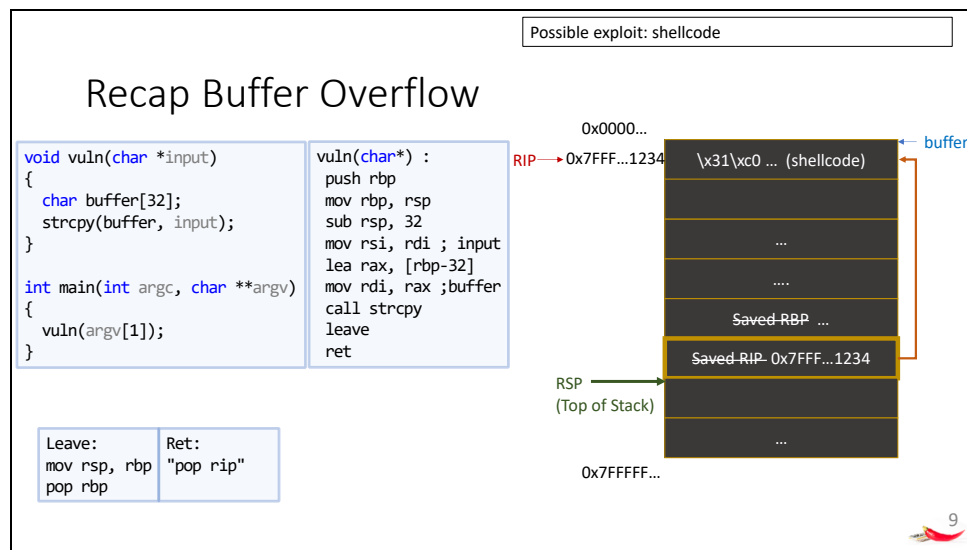 Possible exploit: shellcode
Recap Buffer Overflow
void vuln(char *input)
{
char buffer[32];
strcpy(buffer, input);
}
int main(int argc, char **argv)
{
vuln(argv[1]);
}
vuln(char*) :
push rbp
mov rbp, rsp
sub rsp, 32
mov rsi, rdi ; input
lea rax, [rbp-32]
mov rdi, rax ;buffer
call strcpy
leave
ret
Leave:
mov rsp, rbp
pop rbp
Ret:
"pop rip"
0x0000...
buffer
RIP
0x7FFF...1234
\x31\xc0 ... (shellcode)
...
....
Saved RBP ...
Saved RIP 0x7FFF...1234
RSP
(Top of Stack)
...
0x7FFFFF...
9